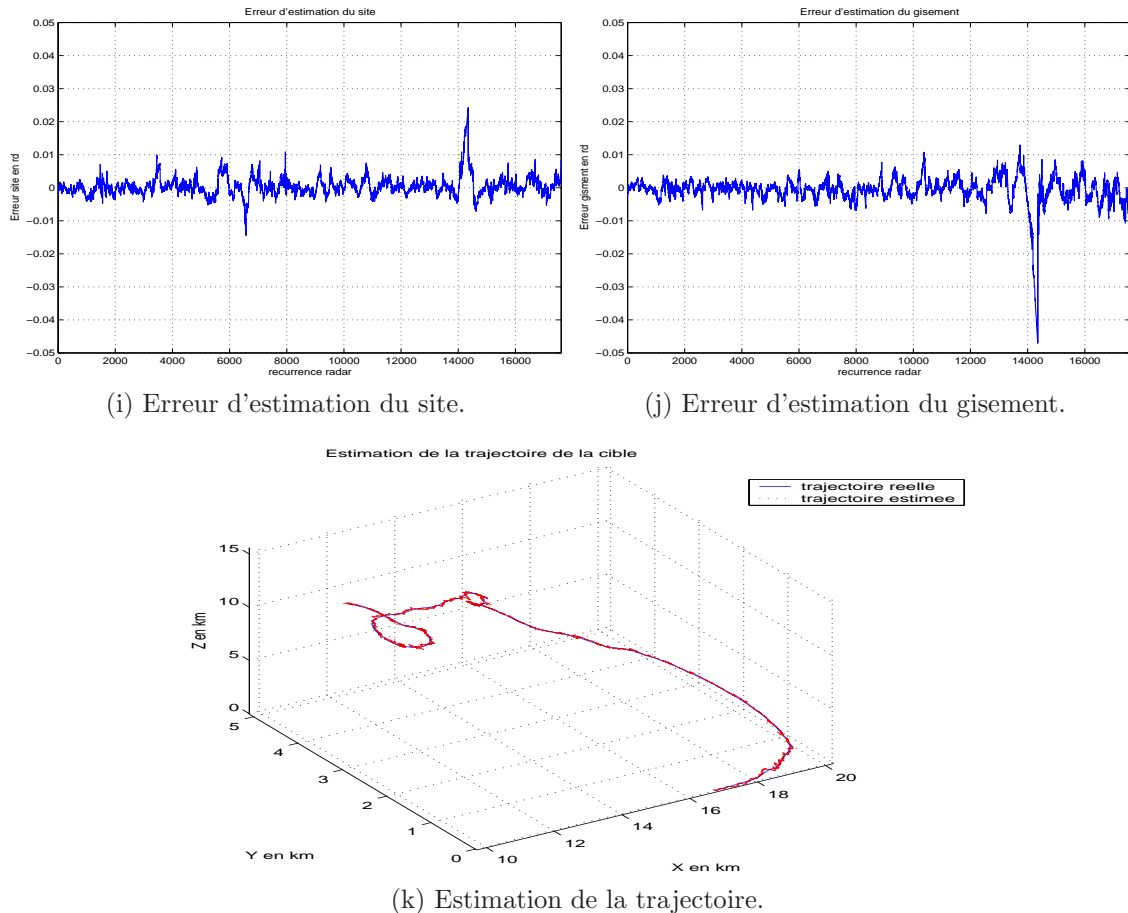 Erreur d'estimation du site
0.05
0.04
0.03
0.02
0.01
0
−0.01
−0.02
−0.03
−0.04
−0.05
Erreur site en rd
0 2000 4000 6000 8000 10000 12000 14000 16000
recurrence radar
(i) Erreur d'estimation du site.
Erreur d'estimation du gisement
0.05
0.04
0.03
0.02
0.01
0
−0.01
−0.02
−0.03
−0.04
−0.05
Erreur gisment en rd
0 2000 4000 6000 8000 10000 12000 14000 16000
recurrence radar
(j) Erreur d'estimation du gisement.
Estimation de la trajectoire de la cible
trajectoire reelle
trajectoire estimee
15
10
5
0
Z en km
5
4
3
2
1
0
Y en km
10
12
14
16
18
20
X en km
(k) Estimation de la trajectoire.